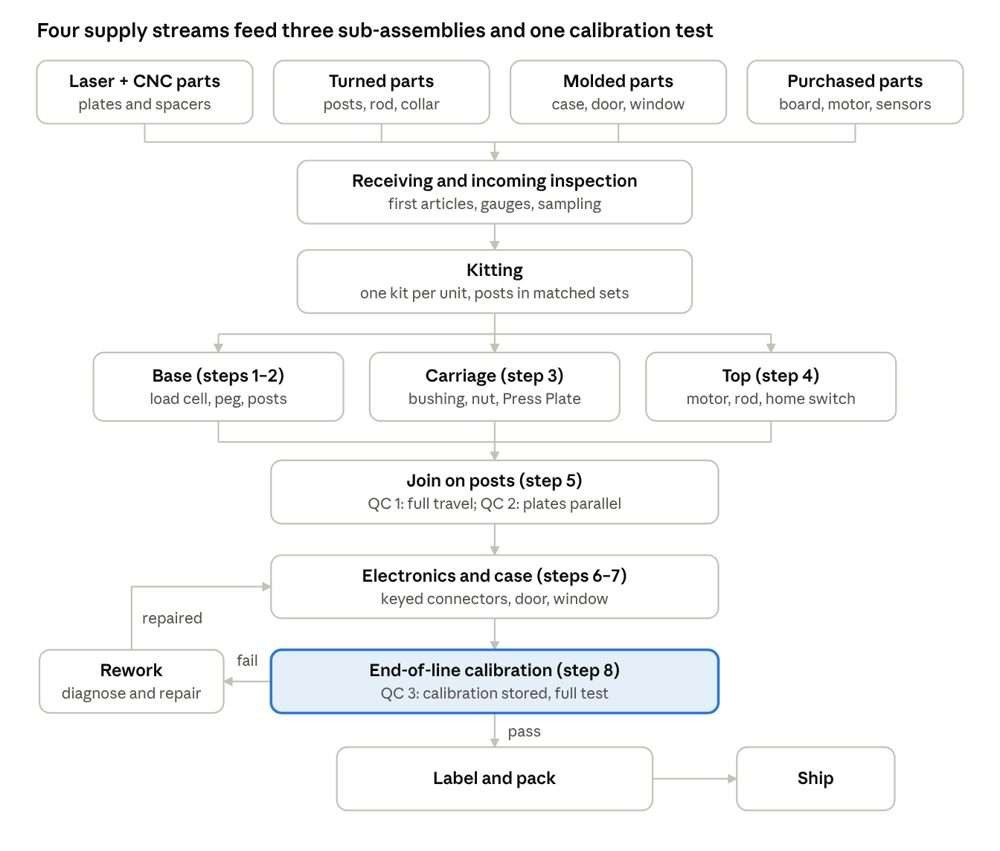 Four supply streams feed three sub-assemblies and one calibration test
Laser + CNC parts
plates and spacers
Turned parts
posts, rod, collar
Molded parts
case, door, window
Purchased parts
board, motor, sensors
Receiving and incoming inspection
first articles, gauges, sampling
Kitting
one kit per unit, posts in matched sets
Base (steps 1–2)
load cell, peg, posts
Carriage (step 3)
bushing, nut, Press Plate
Top (step 4)
motor, rod, home switch
Join on posts (step 5)
QC 1: full travel; QC 2: plates parallel
Electronics and case (steps 6–7)
keyed connectors, door, window
repaired
Rework
diagnose and repair
fail
End-of-line calibration (step 8)
QC 3: calibration stored, full test
pass
Label and pack
Ship